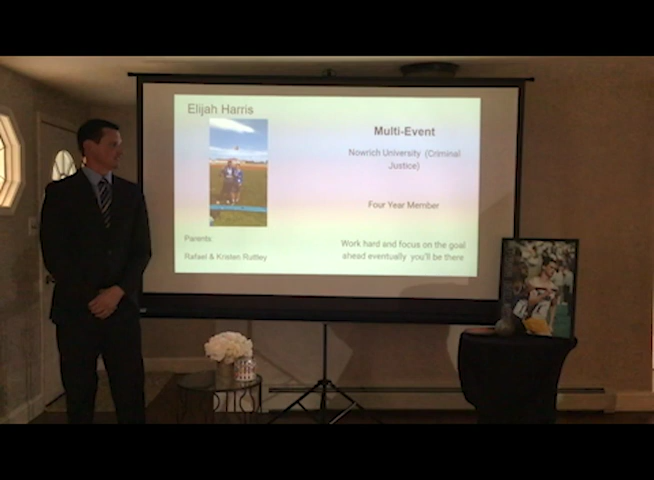 Elijah Harris
Multi-Event
Nowrich University (Criminal
Justice)
Four Year Member
Parents:
Rafael & Kristen Ruttley
Work hard and focus on the goal
ahead eventually you'll be there